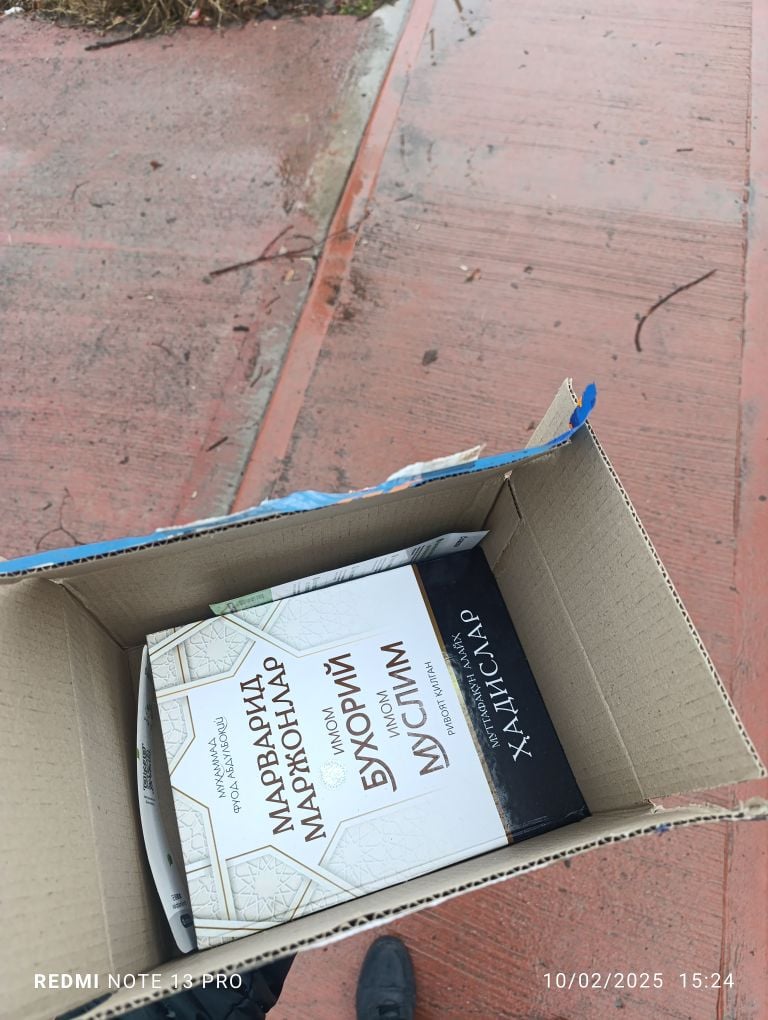 МУҲАММАД
ФУОД АБДУЛБОҚИЙ
МАРВАРИД
МАРЖОНЛАР
ИМОМ
БУХОРИЙ
ИМОМ
МУСЛИМ
РИВОЯТ ҚИЛГАН
МУТТАФАҚУН АЛАЙҲ
ҲАДИСЛАР
REDMI NOTE 13 PRO
10/02/2025 15:24